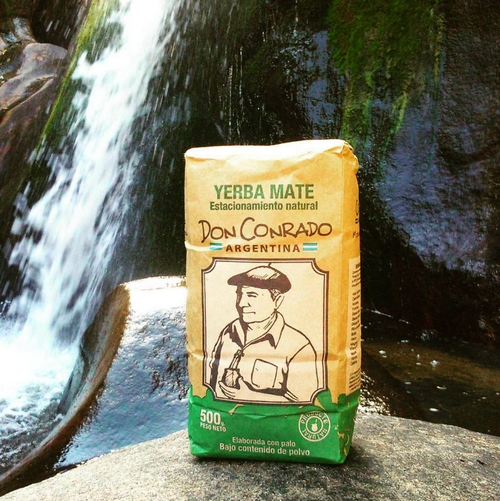 YERBA MATE
Estacionamiento natural
DON CONRADO
ARGENTINA
500g
PESO NETO
Elaborada con palo
Bajo contenido de polvo